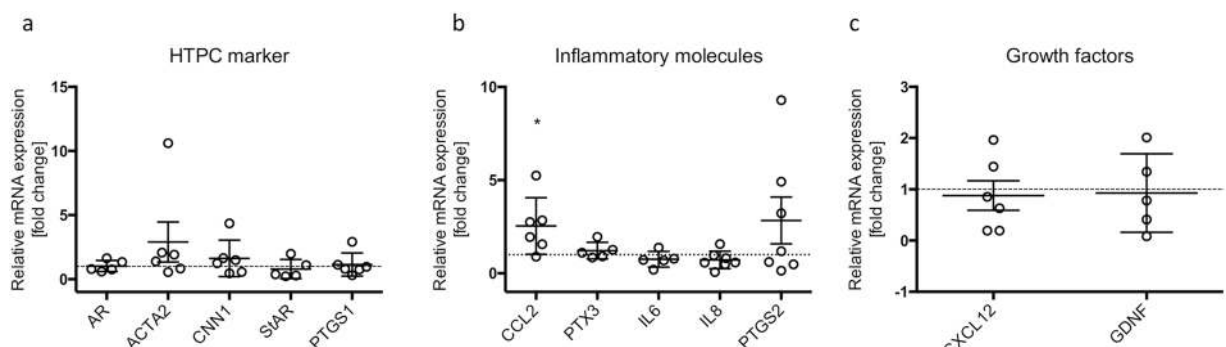 a
HTPC marker
Relative mRNA expression
[fold change]
15
10
5
0
AR
ACTA2
CNN1
StAR
PTGS1
b
Inflammatory molecules
Relative mRNA expression
[fold change]
10
5
0
*
CCL2
PTX3
IL6
IL8
PTGS2
c
Growth factors
Relative mRNA expression
[fold change]
3
2
1
0
-1
CXCL12
GDNF